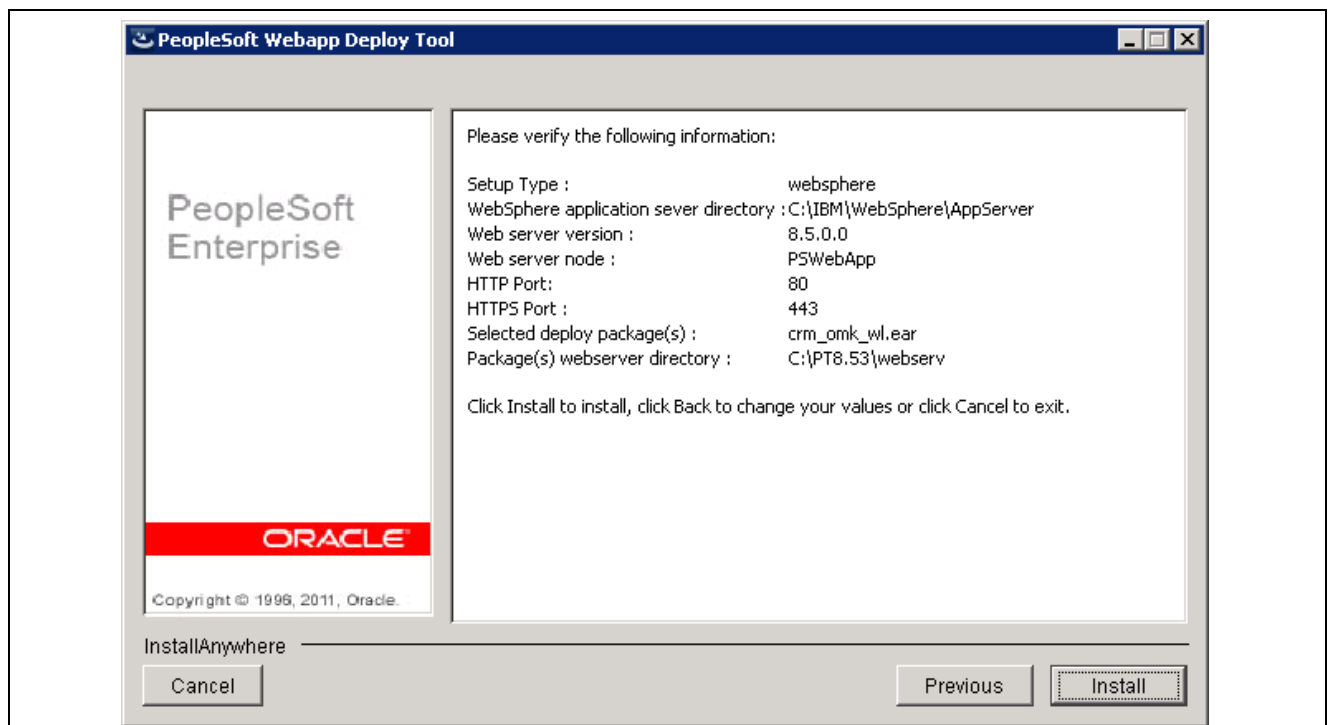 PeopleSoft Webapp Deploy Tool
PeopleSoft
Enterprise
ORACLE
Copyright © 1996, 2011, Oracle.
Please verify the following information:
Setup Type : websphere
WebSphere application sever directory :C:\IBM\WebSphere\AppServer
Web server version : 8.5.0.0
Web server node : PSWebApp
HTTP Port: 80
HTTPS Port : 443
Selected deploy package(s) : crm_omk_wl.ear
Package(s) webserver directory : C:\PT8.53\webserv
Click Install to install, click Back to change your values or click Cancel to exit.
InstallAnywhere
Cancel Previous Install